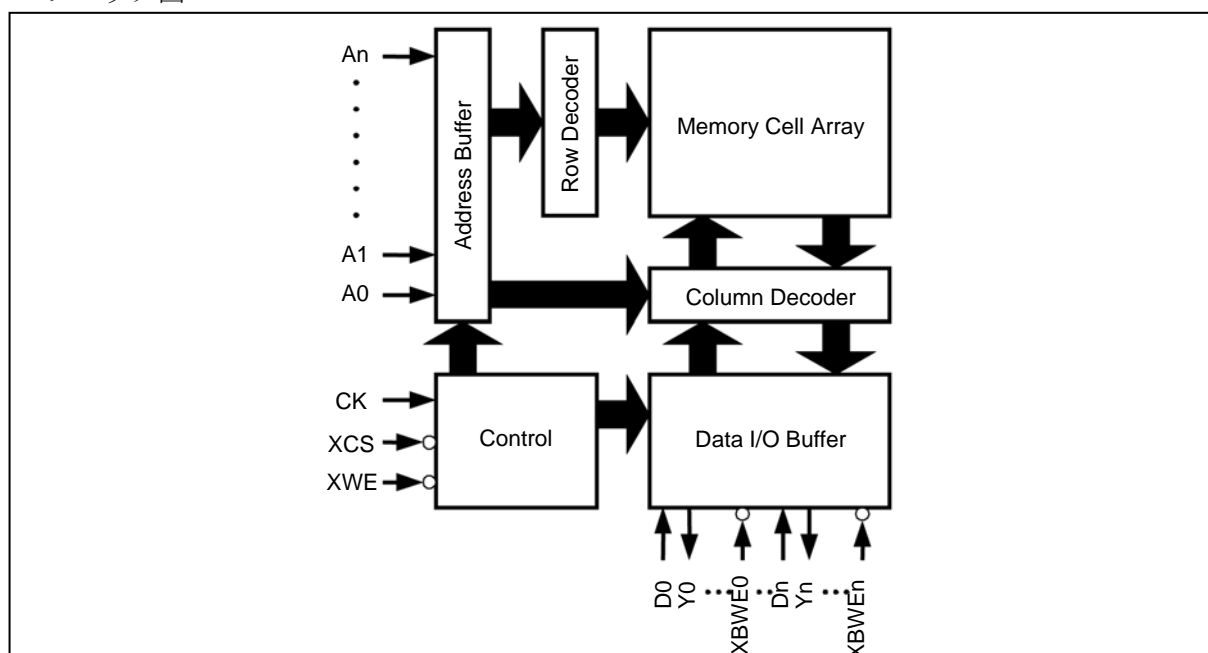 An
Address Buffer
Row Decoder
Memory Cell Array
A1
A0
Column Decoder
CK
XCS
XWE
Control
Data I/O Buffer
D0
Y0
XBWE0
Dn
Yn
XBWEn